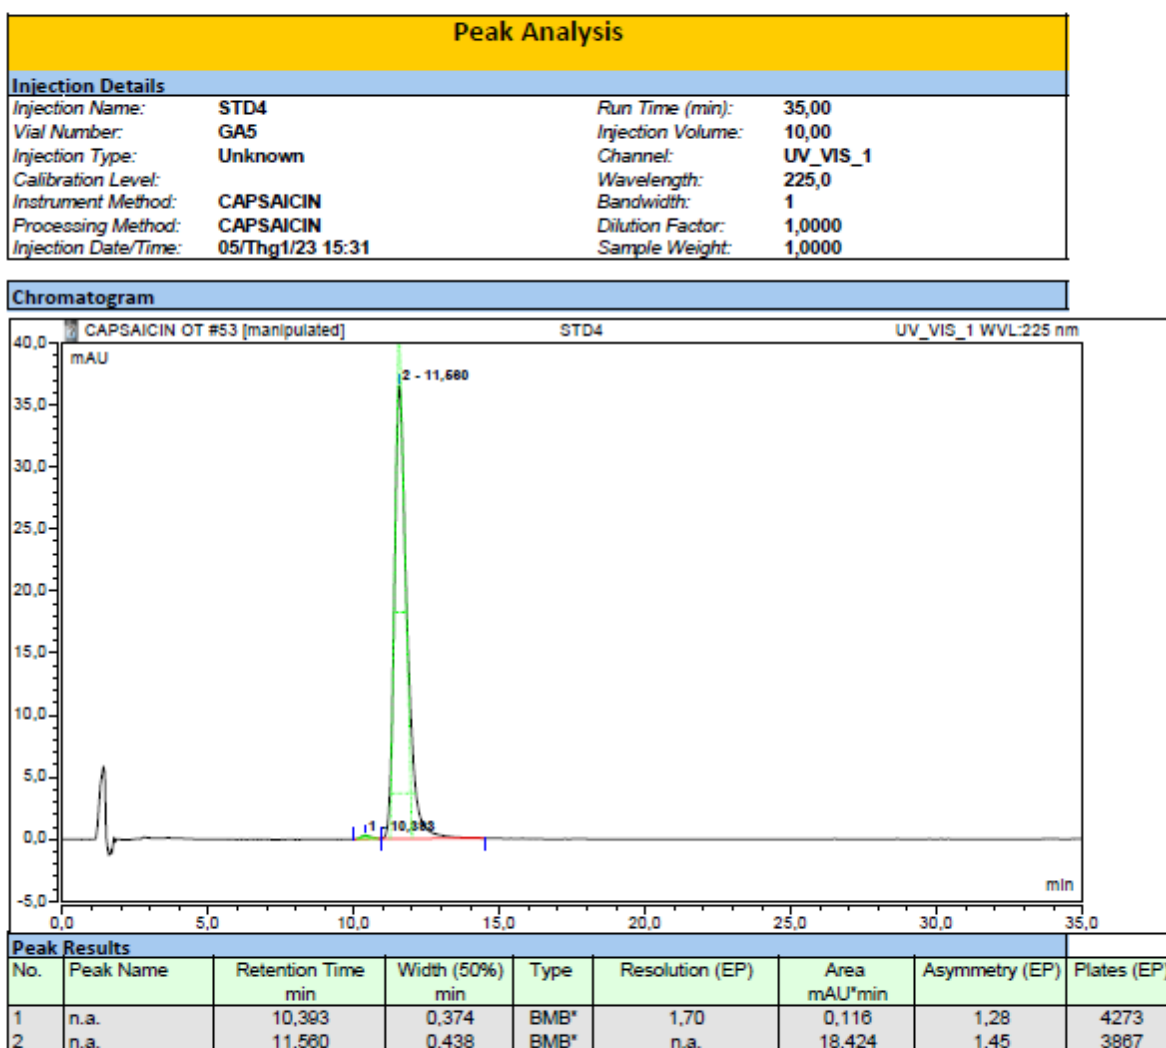 Peak Analysis
Injection Details
Injection Name: STD4 Run Time (min): 35,00
Vial Number: GA5 Injection Volume: 10,00
Injection Type: Unknown Channel: UV_VIS_1
Calibration Level: Wavelength: 225,0
Instrument Method: CAPSAICIN Bandwidth: 1
Processing Method: CAPSAICIN Dilution Factor: 1,0000
Injection Date/Time: 05/Thg1/23 15:31 Sample Weight: 1,0000
Chromatogram
CAPSAICIN OT #53 [manipulated] STD4 UV_VIS_1 WVL:225 nm
40,0
mAU
2 - 11,560
35,0
30,0
25,0
20,0
15,0
10,0
5,0
1 10,393
0,0
min
-5,0
0,0 5,0 10,0 15,0 20,0 25,0 30,0 35,0
Peak Results
No. Peak Name Retention Time Width (50%) Type Resolution (EP) Area Asymmetry (EP) Plates (EP)
min min mAU*min
1 n.a. 10,393 0,374 BMB* 1,70 0,116 1,28 4273
2 n.a. 11,560 0,438 BMB* n.a. 18,424 1,45 3867